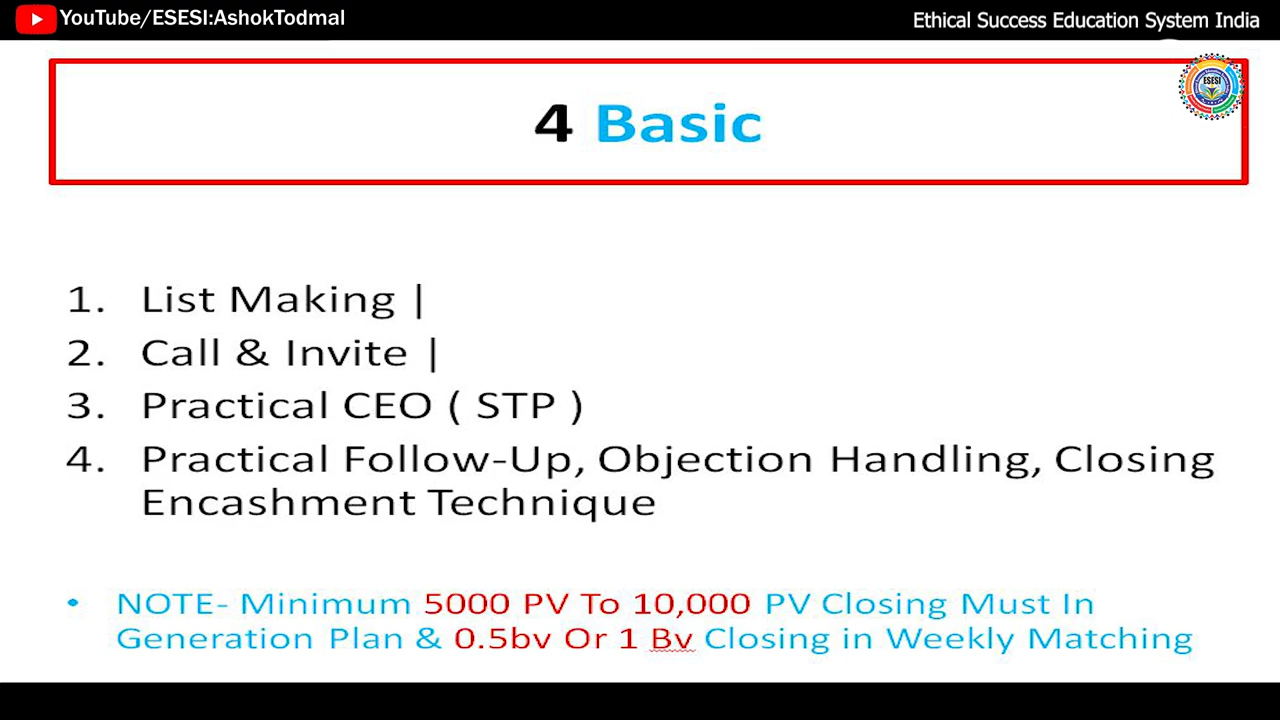 YouTube/ESESI:AshokTodmal
Ethical Success Education System India
ESESI
4 Basic
1. List Making |
2. Call & Invite |
3. Practical CEO ( STP )
4. Practical Follow-Up, Objection Handling, Closing
Encashment Technique
• NOTE- Minimum 5000 PV To 10,000 PV Closing Must In
Generation Plan & 0.5bv Or 1 Bv Closing in Weekly Matching